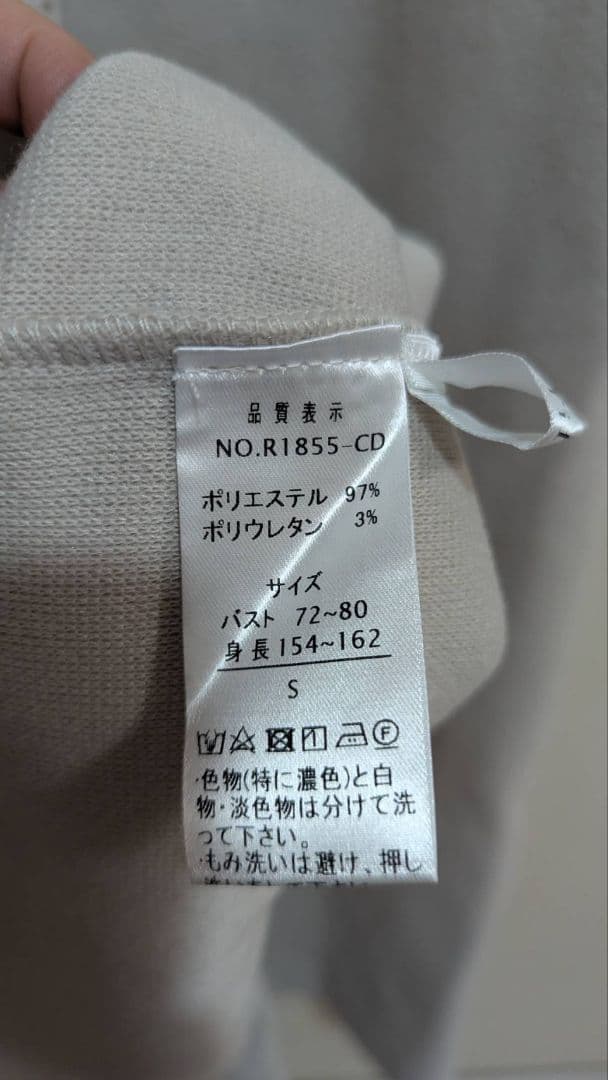 品質表示
NO.R1855-CD
ポリエステル 97%
ポリウレタン 3%
サイズ
バスト 72~80
身長154~162
S
・色物(特に濃色)と白
物・淡色物は分けて洗
って下さい。
・もみ洗いは避け、押し